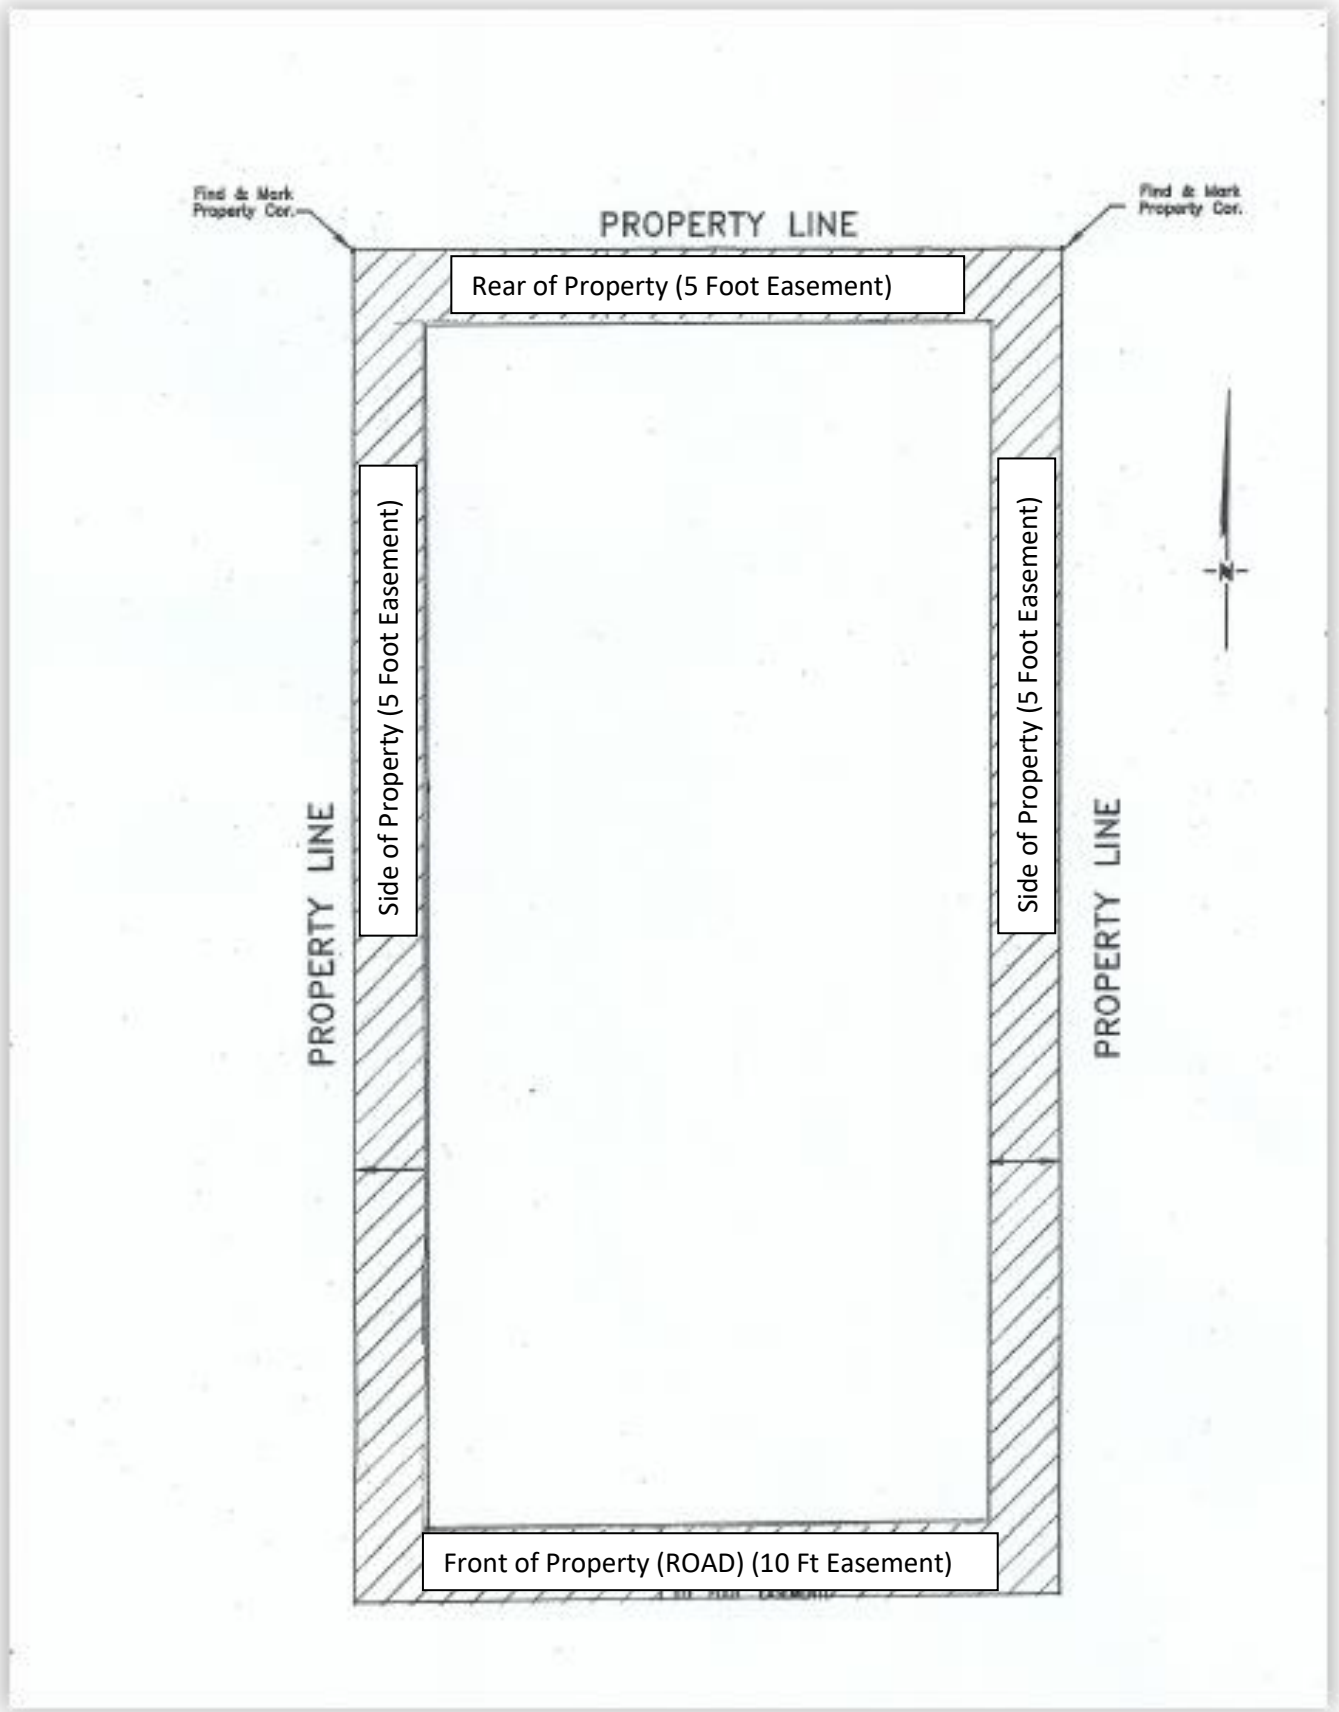 Find & Mark
Property Cor.
Find & Mark
Property Cor.
PROPERTY LINE
Rear of Property (5 Foot Easement)
Side of Property (5 Foot Easement)
Side of Property (5 Foot Easement)
N
PROPERTY LINE
PROPERTY LINE
Front of Property (ROAD) (10 Ft Easement)